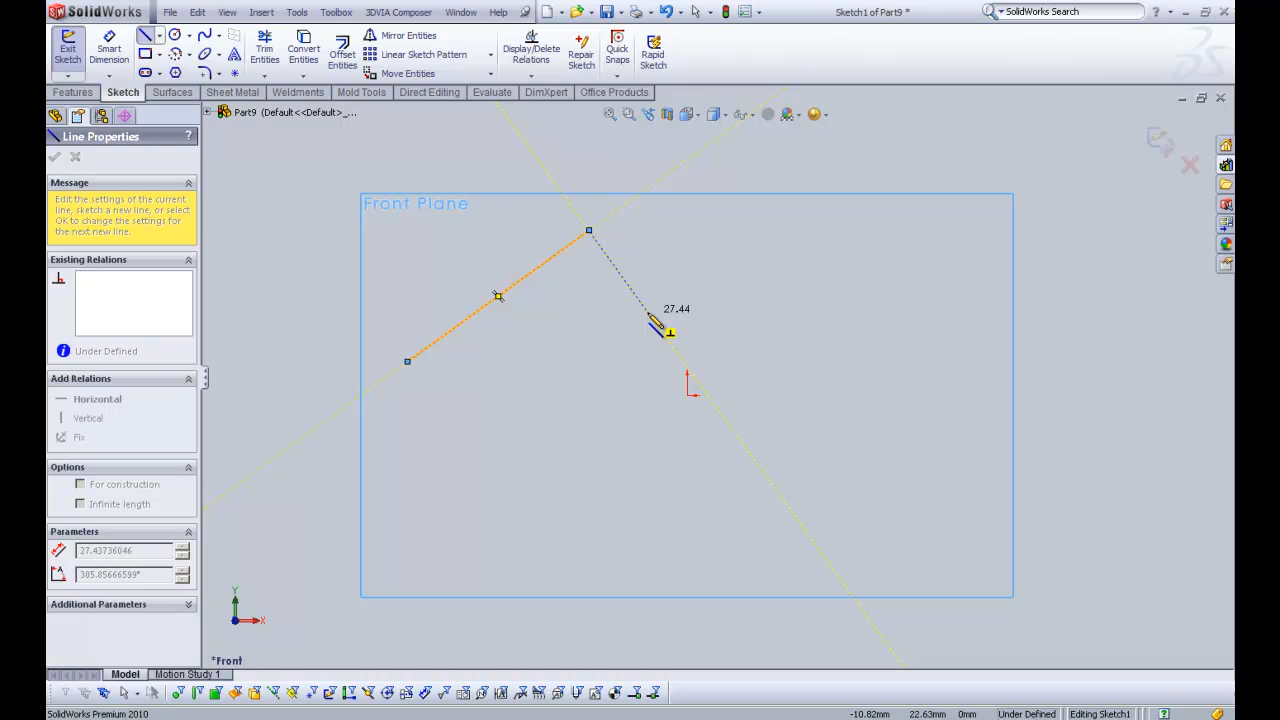 SolidWorks File Edit View Insert Tools Toolbox 3DVIA Composer Window Help Sketch1 of Part9 * SolidWorks Search ?
Exit Sketch
Smart Dimension
Trim Entities
Convert Entities
Offset Entities
Mirror Entities
Linear Sketch Pattern
Move Entities
Display/Delete Relations
Repair Sketch
Quick Snaps
Rapid Sketch
Features Sketch Surfaces Sheet Metal Weldments Mold Tools Direct Editing Evaluate DimXpert Office Products
Part9 (Default<<Default>_...
Line Properties ?
Message
Edit the settings of the current
line, sketch a new line, or select
OK to change the settings for
the next new line.
Existing Relations
Under Defined
Add Relations
Horizontal
Vertical
Fix
Options
For construction
Infinite length
Parameters
27.43736046
305.85666599°
Additional Parameters
Front Plane
27.44
Y
X
*Front
Model Motion Study 1
SolidWorks Premium 2010 -10.82mm 22.63mm 0mm Under Defined Editing Sketch1 ?